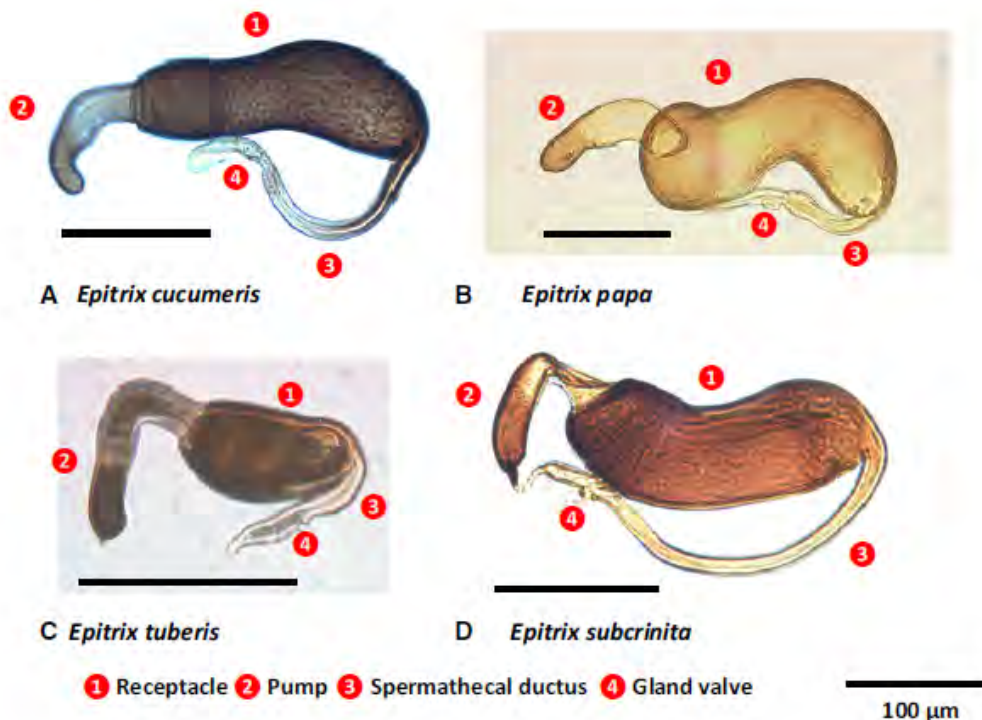 1
2
4
3
A Epitrix cucumeris
1
2
4
3
B Epitrix papa
1
2
3
4
C Epitrix tuberis
1
2
4
3
D Epitrix subcrinita
1 Receptacle 2 Pump 3 Spermathecal ductus 4 Gland valve
100 µm